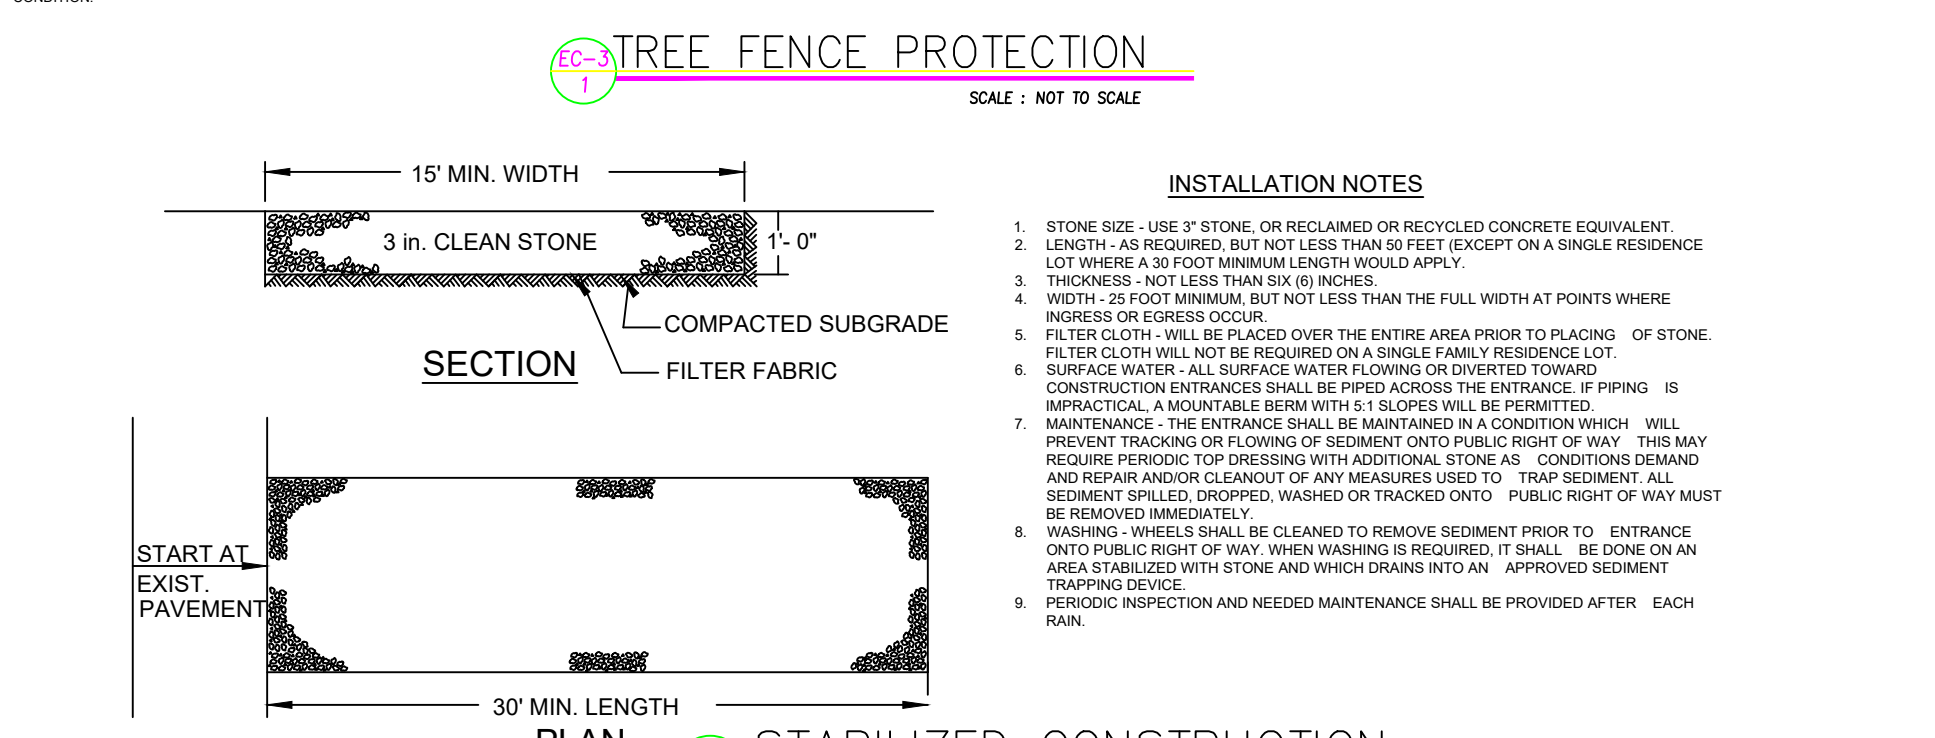 TREE FENCE PROTECTION
EC-3
1
SCALE : NOT TO SCALE
15' MIN. WIDTH
3 in. CLEAN STONE
1'- 0"
COMPACTED SUBGRADE
FILTER FABRIC
SECTION
START AT
EXIST.
PAVEMENT
30' MIN. LENGTH
INSTALLATION NOTES
1. STONE SIZE - USE 3" STONE, OR RECLAIMED OR RECYCLED CONCRETE EQUIVALENT.
2. LENGTH - AS REQUIRED, BUT NOT LESS THAN 50 FEET (EXCEPT ON A SINGLE RESIDENCE
LOT WHERE A 30 FOOT MINIMUM LENGTH WOULD APPLY.
3. THICKNESS - NOT LESS THAN SIX (6) INCHES.
4. WIDTH - 25 FOOT MINIMUM, BUT NOT LESS THAN THE FULL WIDTH AT POINTS WHERE
INGRESS OR EGRESS OCCUR.
5. FILTER CLOTH - WILL BE PLACED OVER THE ENTIRE AREA PRIOR TO PLACING OF STONE.
FILTER CLOTH WILL NOT BE REQUIRED ON A SINGLE FAMILY RESIDENCE LOT.
6. SURFACE WATER - ALL SURFACE WATER FLOWING OR DIVERTED TOWARD
CONSTRUCTION ENTRANCES SHALL BE PIPED ACROSS THE ENTRANCE. IF PIPING IS
IMPRACTICAL, A MOUNTABLE BERM WITH 5:1 SLOPES WILL BE PERMITTED.
7. MAINTENANCE - THE ENTRANCE SHALL BE MAINTAINED IN A CONDITION WHICH WILL
PREVENT TRACKING OR FLOWING OF SEDIMENT ONTO PUBLIC RIGHT OF WAY THIS MAY
REQUIRE PERIODIC TOP DRESSING WITH ADDITIONAL STONE AS CONDITIONS DEMAND
AND REPAIR AND/OR CLEANOUT OF ANY MEASURES USED TO TRAP SEDIMENT. ALL
SEDIMENT SPILLED, DROPPED, WASHED OR TRACKED ONTO PUBLIC RIGHT OF WAY MUST
BE REMOVED IMMEDIATELY.
8. WASHING - WHEELS SHALL BE CLEANED TO REMOVE SEDIMENT PRIOR TO ENTRANCE
ONTO PUBLIC RIGHT OF WAY. WHEN WASHING IS REQUIRED, IT SHALL BE DONE ON AN
AREA STABILIZED WITH STONE AND WHICH DRAINS INTO AN APPROVED SEDIMENT
TRAPPING DEVICE.
9. PERIODIC INSPECTION AND NEEDED MAINTENANCE SHALL BE PROVIDED AFTER EACH
RAIN.
PLAN
STABILIZED CONSTRUCTION